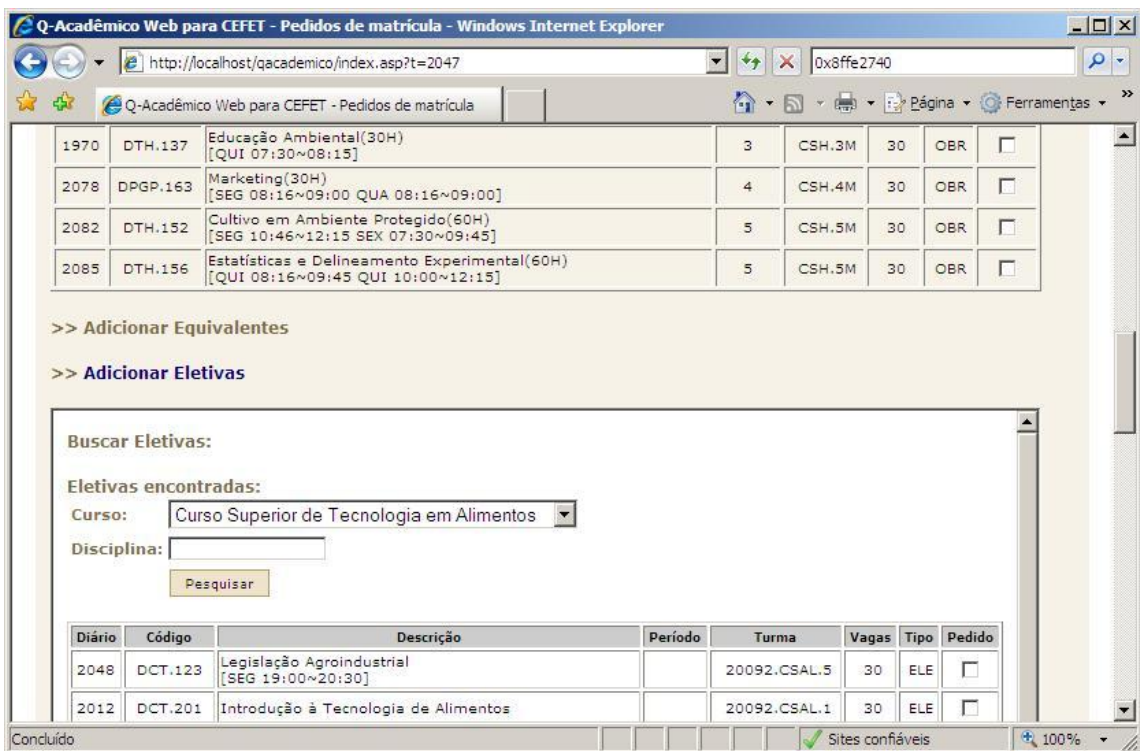 Q-Acadêmico Web para CEFET - Pedidos de matrícula - Windows Internet Explorer
http://localhost/qacademico/index.asp?t=2047 0x8ffe2740
Q-Acadêmico Web para CEFET - Pedidos de matrícula Página Ferramentas »
1970 DTH.137 Educação Ambiental(30H) 3 CSH.3M 30 OBR
[QUI 07:30~08:15]
2078 DPGP.163 Marketing(30H) 4 CSH.4M 30 OBR
[SEG 08:16~09:00 QUA 08:16~09:00]
2082 DTH.152 Cultivo em Ambiente Protegido(60H) 5 CSH.5M 30 OBR
[SEG 10:46~12:15 SEX 07:30~09:45]
2085 DTH.156 Estatísticas e Delineamento Experimental(60H) 5 CSH.5M 30 OBR
[QUI 08:16~09:45 QUI 10:00~12:15]
>> Adicionar Equivalentes
>> Adicionar Eletivas
Buscar Eletivas:
Eletivas encontradas:
Curso: Curso Superior de Tecnologia em Alimentos
Disciplina:
Pesquisar
Diário Código Descrição Período Turma Vagas Tipo Pedido
2048 DCT.123 Legislação Agroindustrial 20092.CSAL.5 30 ELE
[SEG 19:00~20:30]
2012 DCT.201 Introdução à Tecnologia de Alimentos 20092.CSAL.1 30 ELE
Concluído Sites confiáveis 100%